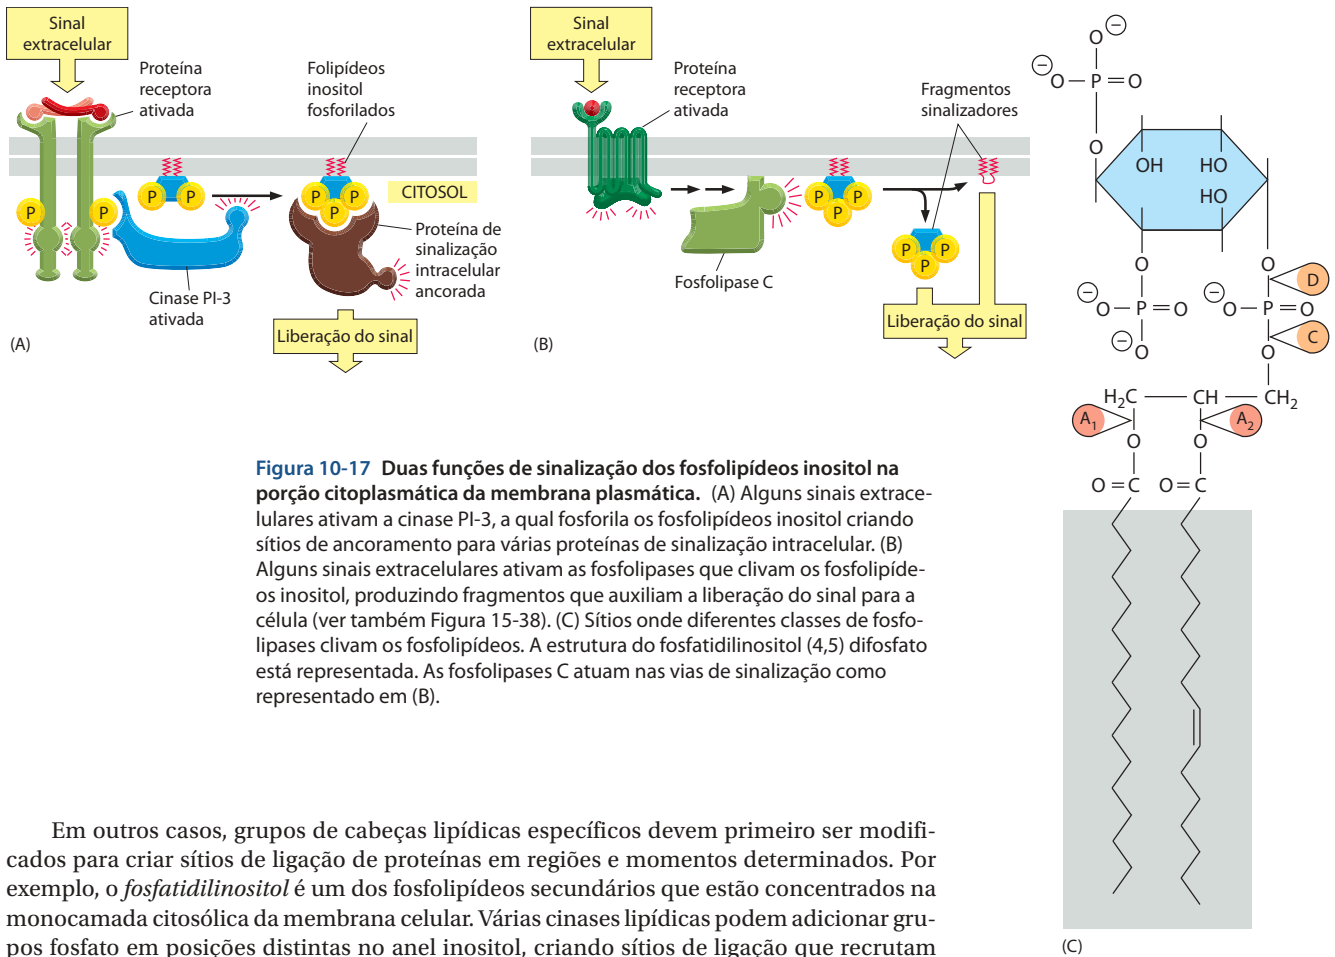 Sinal
extracelular
Proteína
receptora
ativada
Folipídeos
inositol
fosforilados
P
P
P
P
P
P
P
CITOSOL
Proteína de
sinalização
intracelular
ancorada
Cinase PI-3
ativada
Liberação do sinal
(A)
Sinal
extracelular
Proteína
receptora
ativada
Fragmentos
sinalizadores
P
P
P
P
P
P
Fosfolipase C
Liberação do sinal
(B)
O −
− O P O
O
OH HO
HO
O O
D
− O P O − O P O
C
− O O
H2C CH CH2
A1 A2
O O
O C O C
(C)
Figura 10-17 Duas funções de sinalização dos fosfolipídeos inositol na
porção citoplasmática da membrana plasmática. (A) Alguns sinais extrace-
lulares ativam a cinase PI-3, a qual fosforila os fosfolipídeos inositol criando
sítios de ancoramento para várias proteínas de sinalização intracelular. (B)
Alguns sinais extracelulares ativam as fosfolipases que clivam os fosfolipíde-
os inositol, produzindo fragmentos que auxiliam a liberação do sinal para a
célula (ver também Figura 15-38). (C) Sítios onde diferentes classes de fosfo-
lipases clivam os fosfolipídeos. A estrutura do fosfatidilinositol (4,5) difosfato
está representada. As fosfolipases C atuam nas vias de sinalização como
representado em (B).
Em outros casos, grupos de cabeças lipídicas específicos devem primeiro ser modifi-
cados para criar sítios de ligação de proteínas em regiões e momentos determinados. Por
exemplo, o fosfatidilinositol é um dos fosfolipídeos secundários que estão concentrados na
monocamada citosólica da membrana celular. Várias cinases lipídicas podem adicionar gru-
pos fosfato em posições distintas no anel inositol, criando sítios de ligação que recrutam